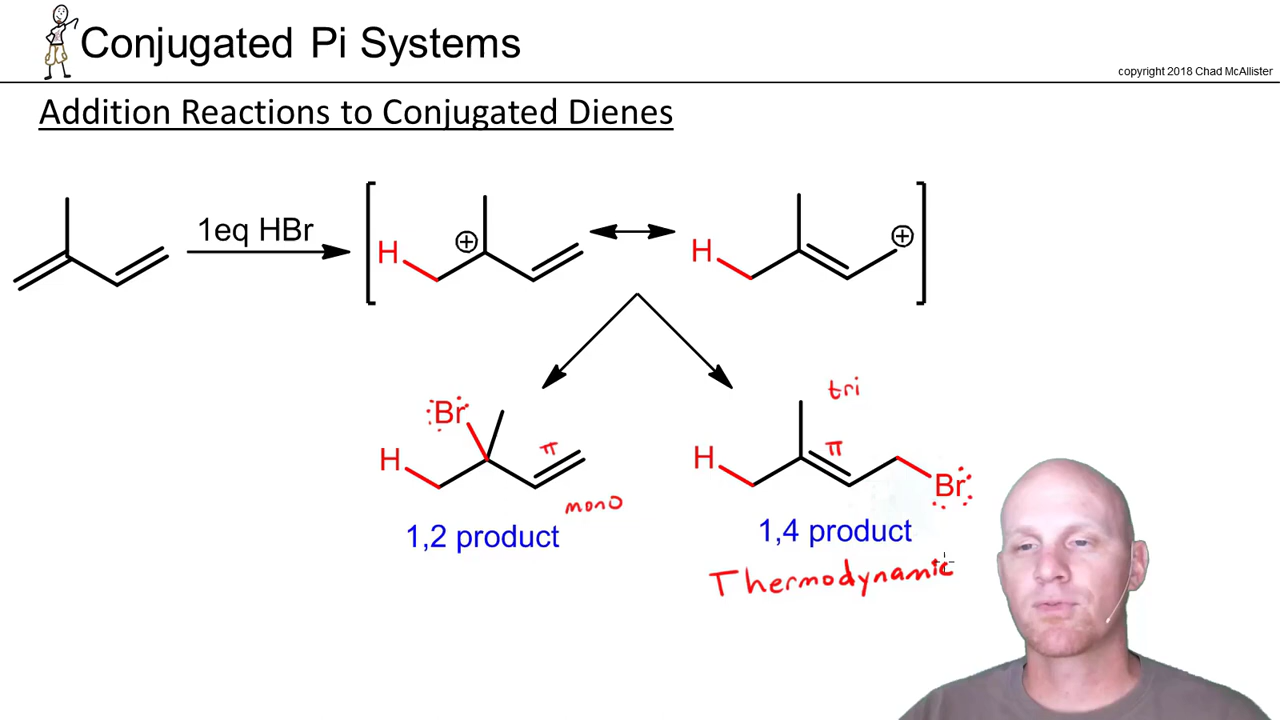 Conjugated Pi Systems
copyright 2018 Chad McAllister
Addition Reactions to Conjugated Dienes
1eq HBr
H
⊕
H
⊕
tri
:Br:
H
π
mono
H
π
:Br:
1,2 product
1,4 product
Thermodynamic